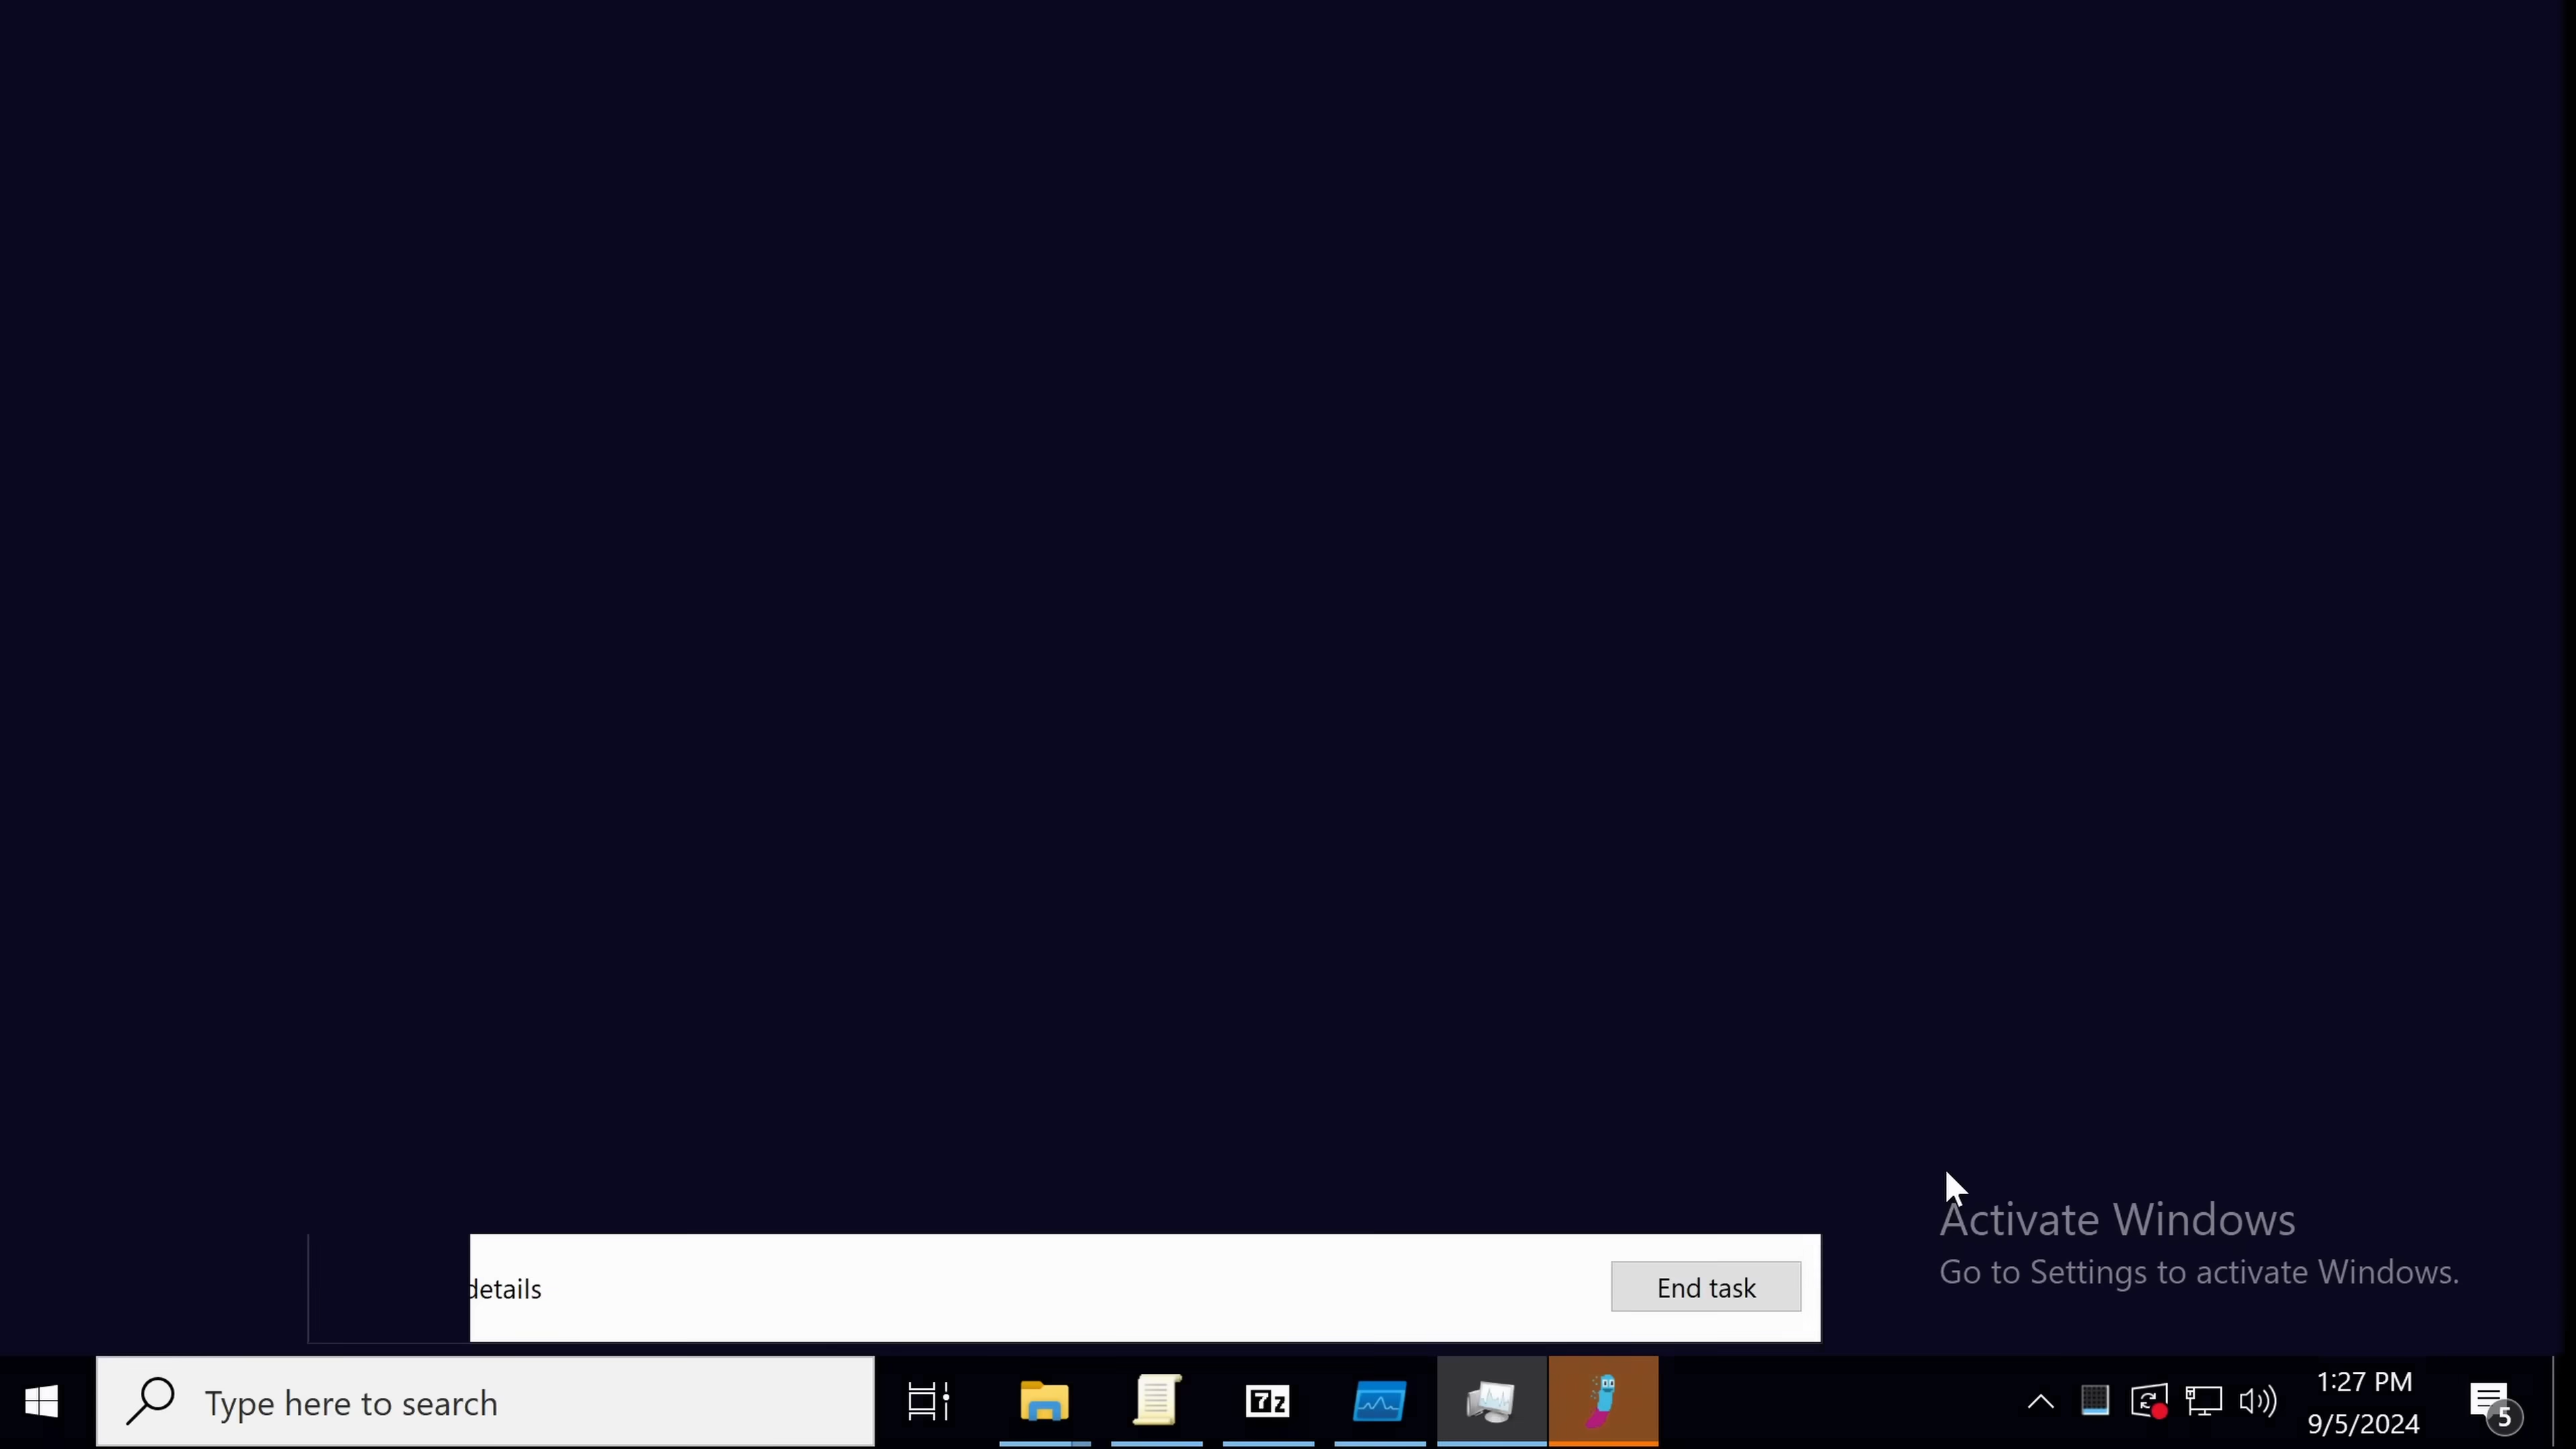 Activate Windows
Go to Settings to activate Windows.
details
End task
Type here to search
7z
1:27 PM
9/5/2024
5